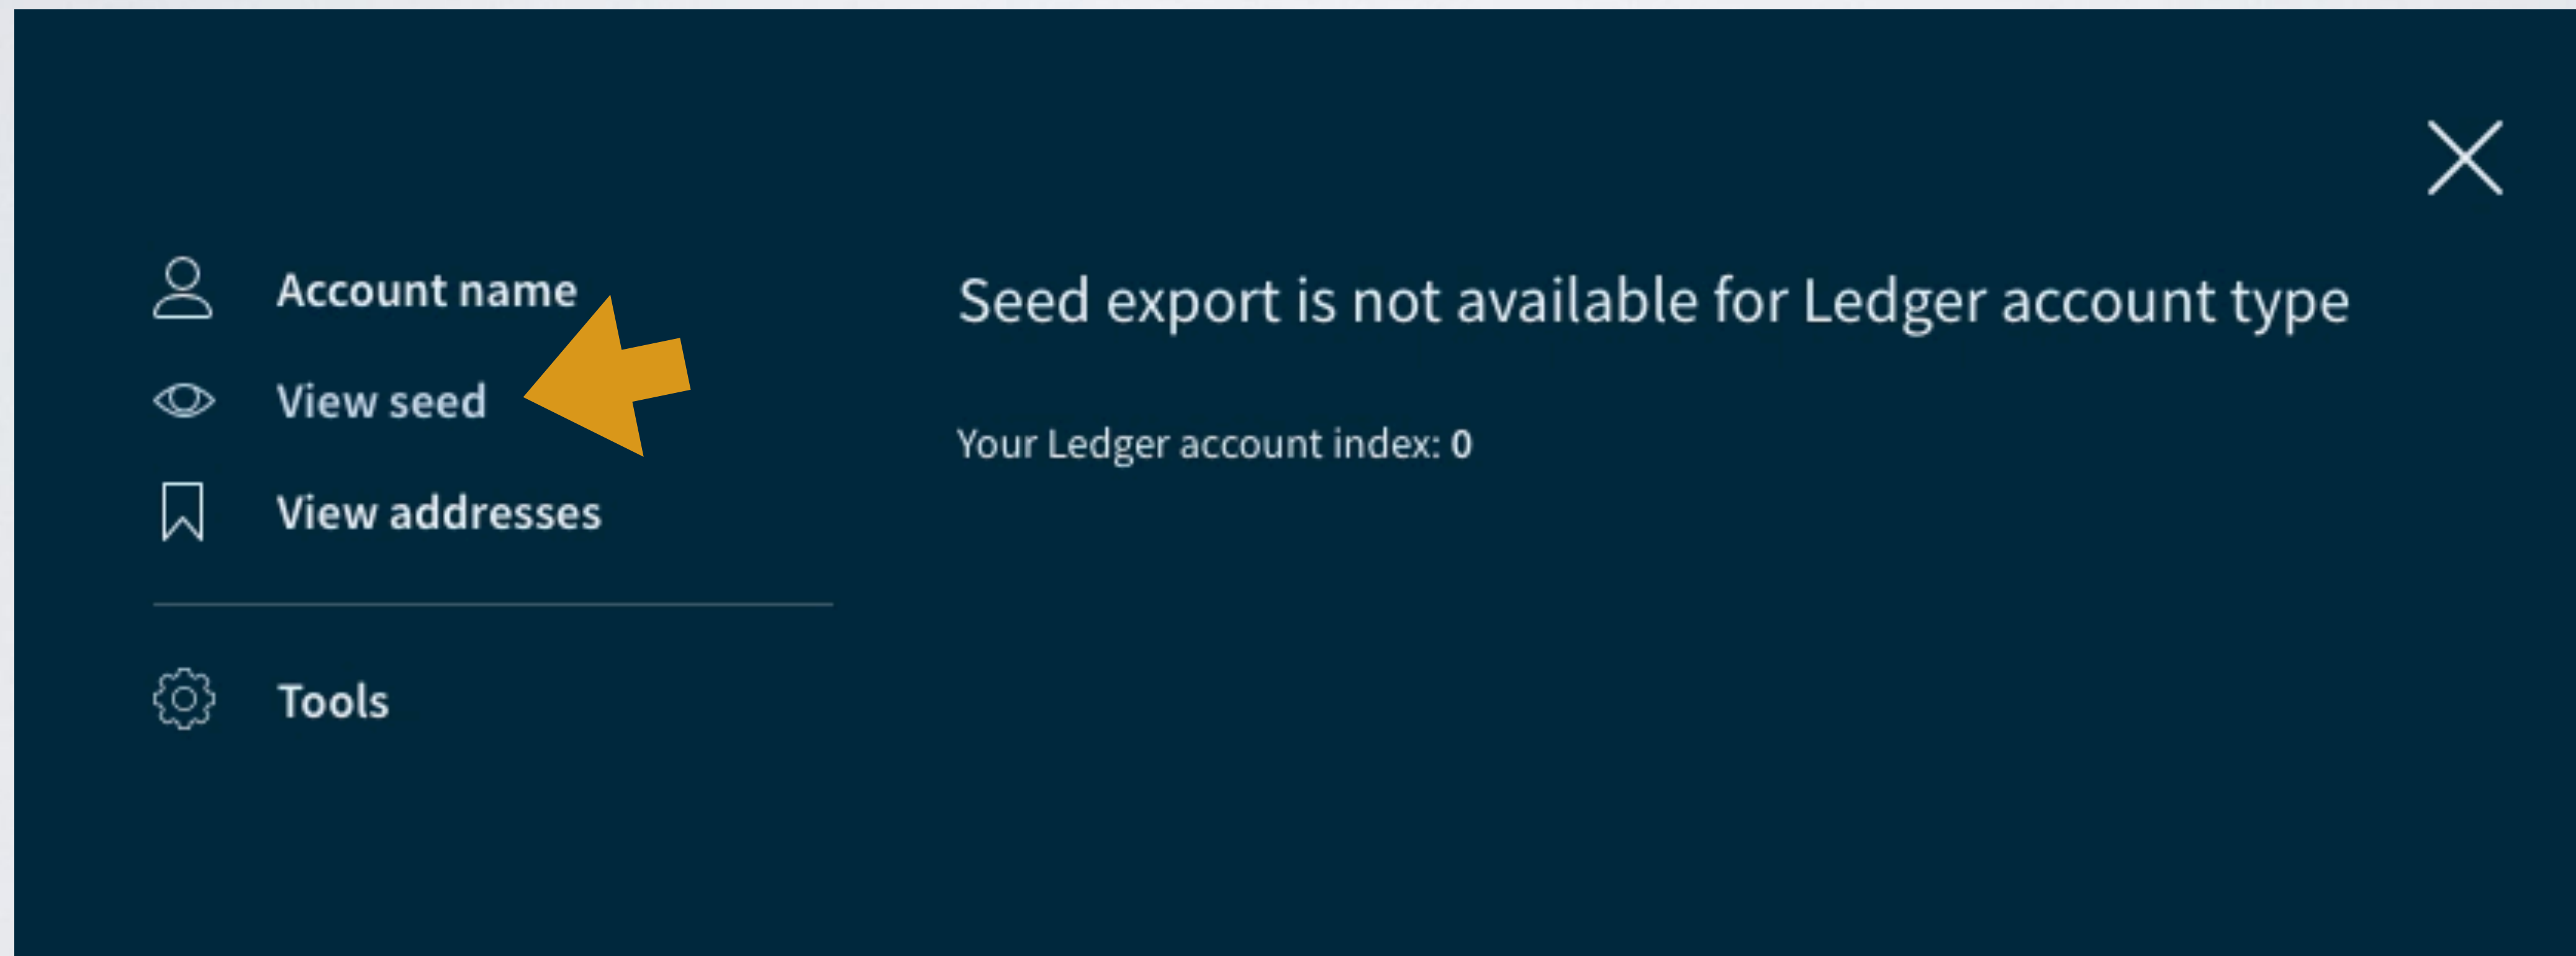 Account name
View seed
View addresses
Tools
Seed export is not available for Ledger account type
Your Ledger account index: 0